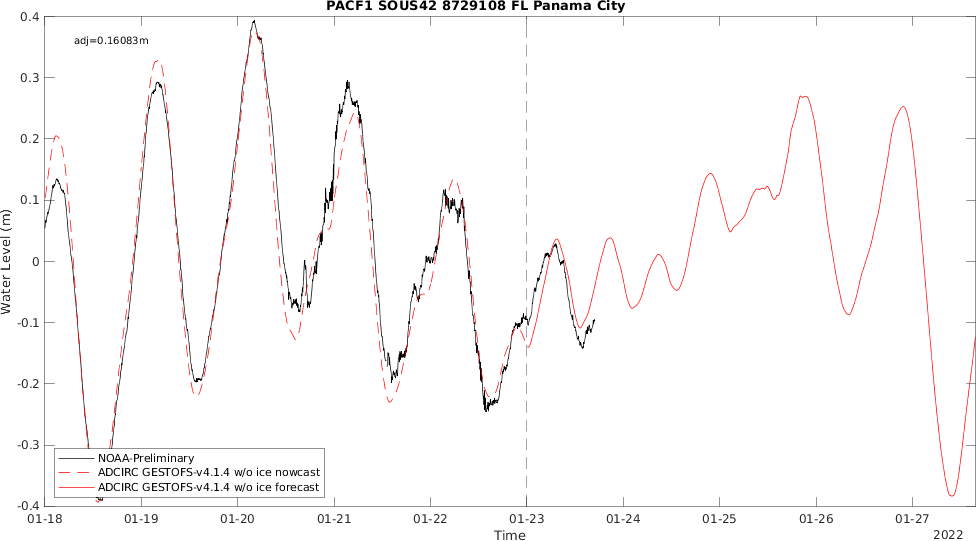 PACF1 SOUS42 8729108 FL Panama City
adj=0.16083m
0.4
0.3
0.2
0.1
0
-0.1
-0.2
-0.3
-0.4
Water Level (m)
NOAA-Preliminary
ADCIRC GESTOFS-v4.1.4 w/o ice nowcast
ADCIRC GESTOFS-v4.1.4 w/o ice forecast
01-18 01-19 01-20 01-21 01-22 01-23 01-24 01-25 01-26 01-27
Time
2022